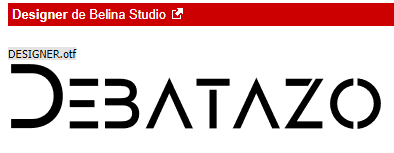 Designer de Belina Studio
DESIGNER.otf
DEBATAZO